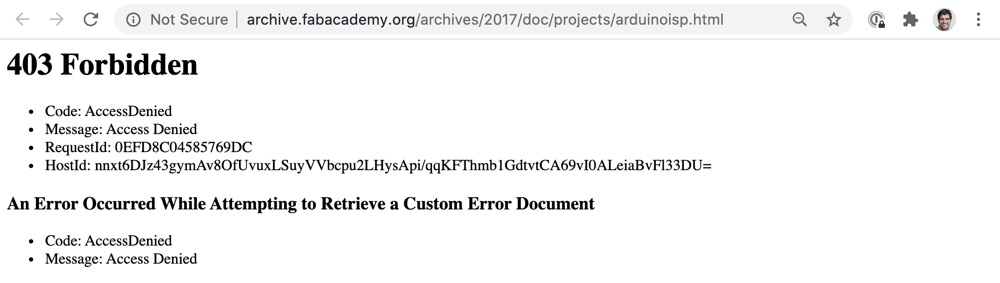 Not Secure | archive.fabacademy.org/archives/2017/doc/projects/arduinoisp.html
403 Forbidden
• Code: AccessDenied
• Message: Access Denied
• RequestId: 0EFD8C04585769DC
• HostId: nnxt6DJz43gymAv8OfUvuxLSuyVVbcpu2LHysApi/qqKFThmb1GdtvtCA69vI0ALeiaBvFl33DU=
An Error Occurred While Attempting to Retrieve a Custom Error Document
• Code: AccessDenied
• Message: Access Denied